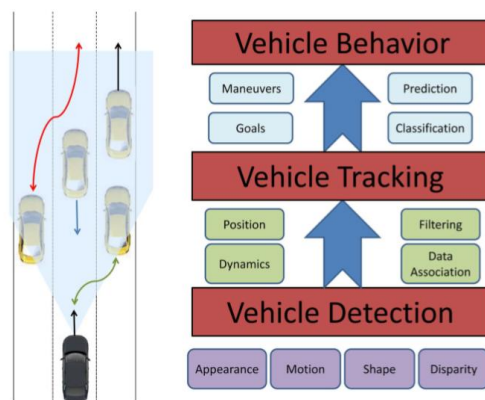 Vehicle Behavior
Maneuvers
Prediction
Goals
Classification
Vehicle Tracking
Position
Filtering
Dynamics
Data
Association
Vehicle Detection
Appearance
Motion
Shape
Disparity